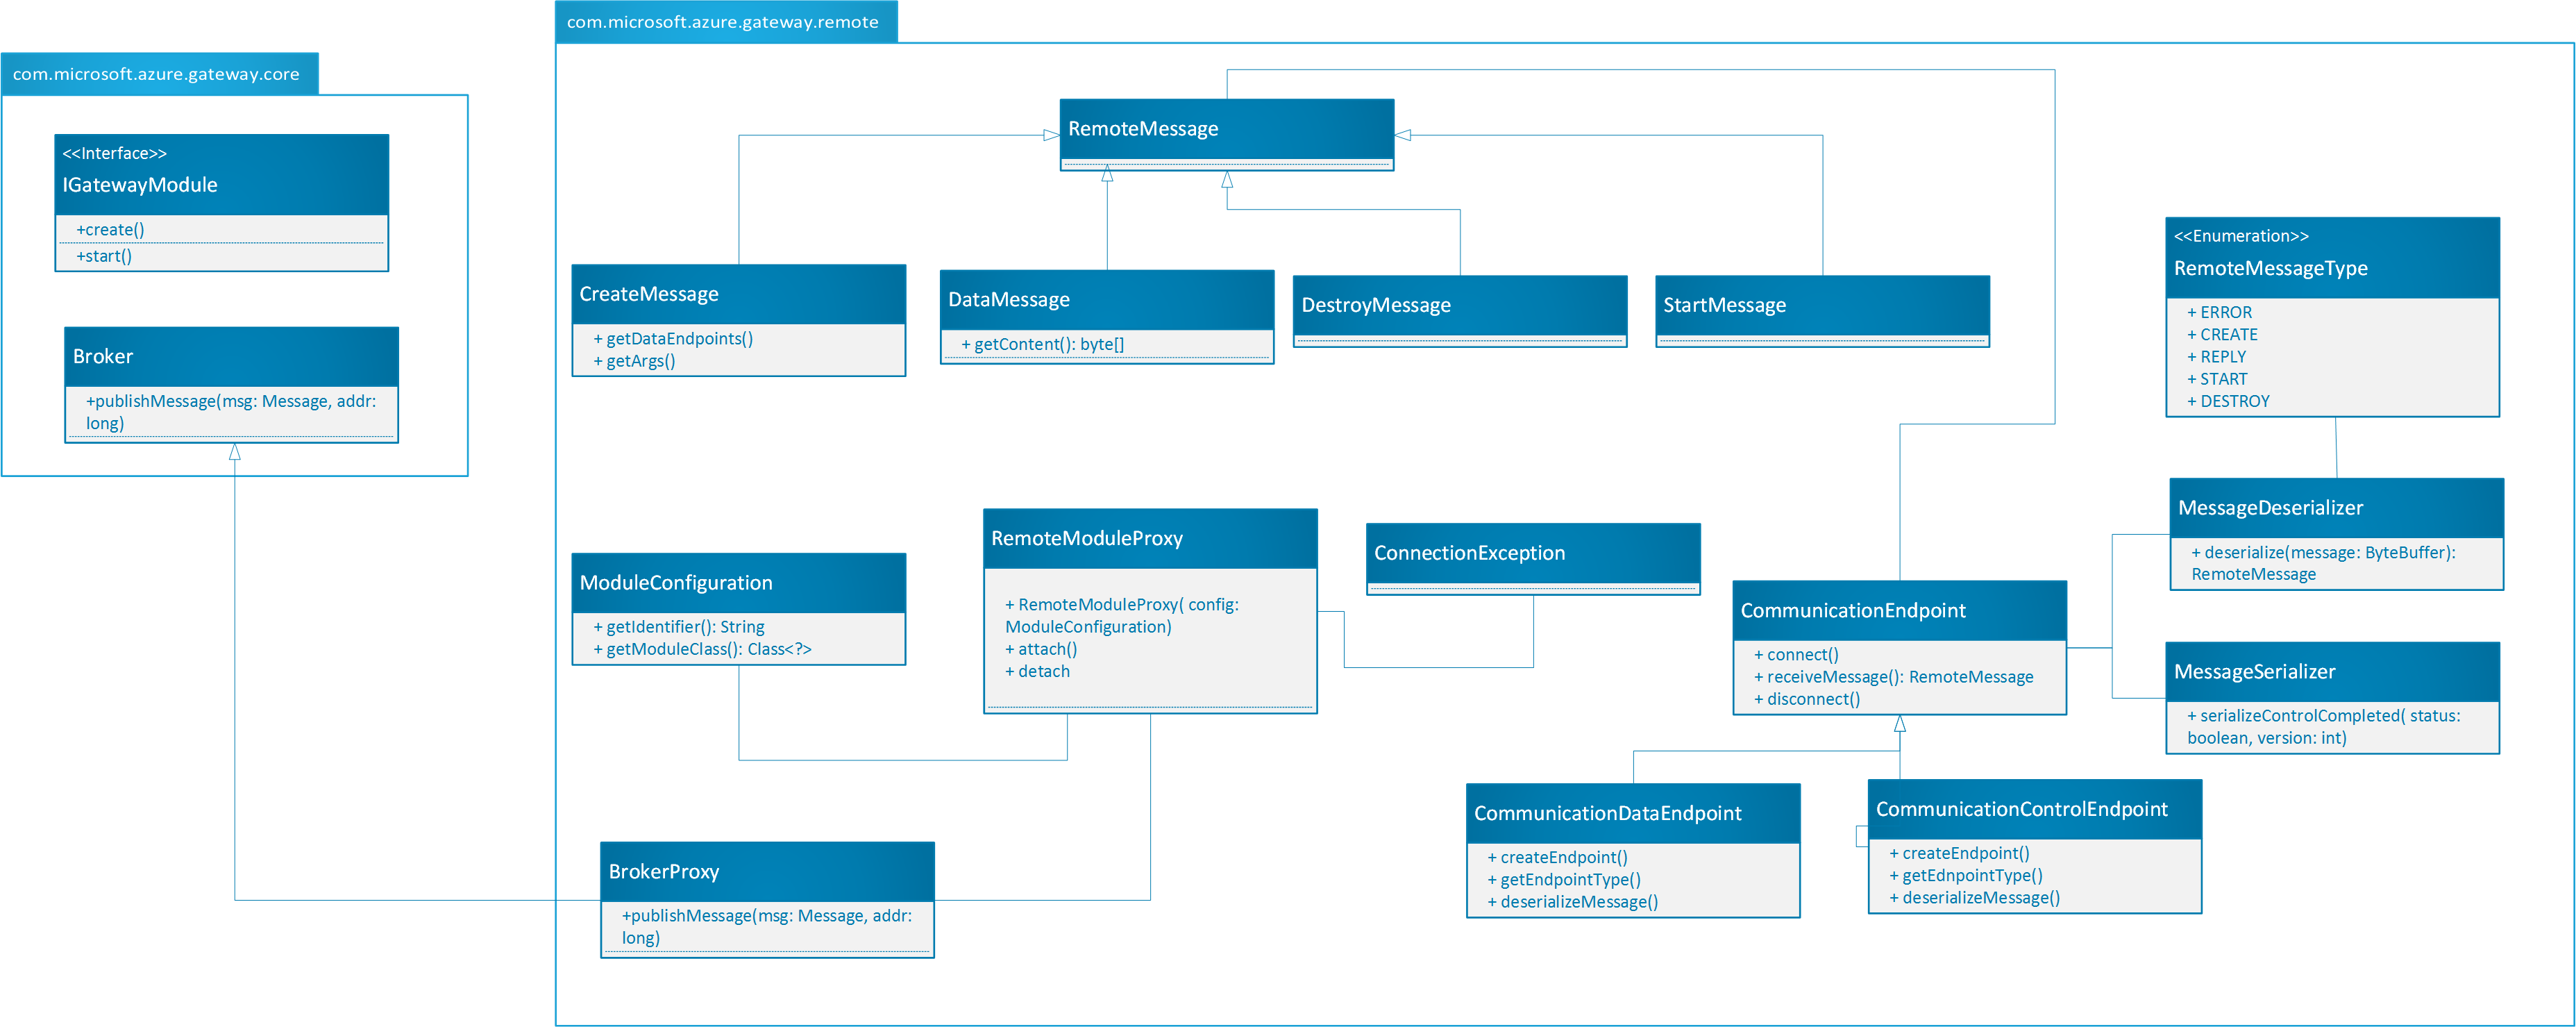 com.microsoft.azure.gateway.core
<<Interface>>
IGatewayModule
+create()
+start()
Broker
+publishMessage(msg: Message, addr:
long)
com.microsoft.azure.gateway.remote
RemoteMessage
CreateMessage
+ getDataEndpoints()
+ getArgs()
DataMessage
+ getContent(): byte[]
DestroyMessage
StartMessage
<<Enumeration>>
RemoteMessageType
+ ERROR
+ CREATE
+ REPLY
+ START
+ DESTROY
ModuleConfiguration
+ getIdentifier(): String
+ getModuleClass(): Class<?>
RemoteModuleProxy
+ RemoteModuleProxy( config:
ModuleConfiguration)
+ attach()
+ detach
ConnectionException
CommunicationEndpoint
+ connect()
+ receiveMessage(): RemoteMessage
+ disconnect()
MessageDeserializer
+ deserialize(message: ByteBuffer):
RemoteMessage
MessageSerializer
+ serializeControlCompleted( status:
boolean, version: int)
BrokerProxy
+publishMessage(msg: Message, addr:
long)
CommunicationDataEndpoint
+ createEndpoint()
+ getEndpointType()
+ deserializeMessage()
CommunicationControlEndpoint
+ createEndpoint()
+ getEdnpointType()
+ deserializeMessage()